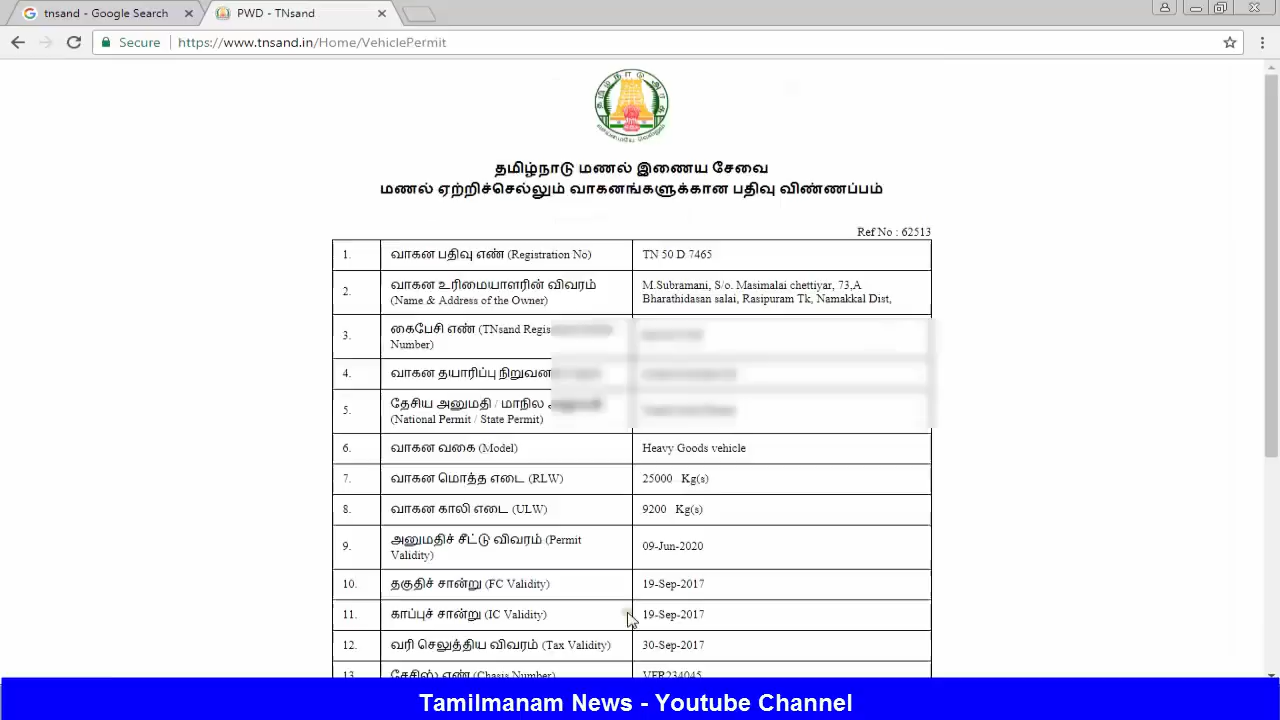 tnsand - Google Search
PWD - TNsand
Secure
https://www.tnsand.in/Home/VehiclePermit
தமிழ்நாடு மணல் இணைய சேவை
மணல் ஏற்றிச்செல்லும் வாகனங்களுக்கான பதிவு விண்ணப்பம்
Ref No : 62513
1. வாகன பதிவு எண் (Registration No) TN 50 D 7465
2. வாகன உரிமையாளரின் விவரம் (Name & Address of the Owner) M.Subramani, S/o. Masimalai chettiyar, 73,A
Bharathidasan salai, Rasipuram Tk, Namakkal Dist,
3. கைபேசி எண் (TNsand
Number)
4. வாகன தயாரிப்பு
5. தேசிய அனுமதி / மாநில
(National Permit / State Permit)
6. வாகன வகை (Model) Heavy Goods vehicle
7. வாகன மொத்த எடை (RLW) 25000 Kg(s)
8. வாகன காலி எடை (ULW) 9200 Kg(s)
9. அனுமதிச் சீட்டு விவரம் (Permit Validity) 09-Jun-2020
10. தகுதிச் சான்று (FC Validity) 19-Sep-2017
11. காப்புச் சான்று (IC Validity) 19-Sep-2017
12. வரி செலுத்திய விவரம் (Tax Validity) 30-Sep-2017
13. சேசிஸ் எண் (Chasis Number) VFR234045
Tamilmanam News - Youtube Channel